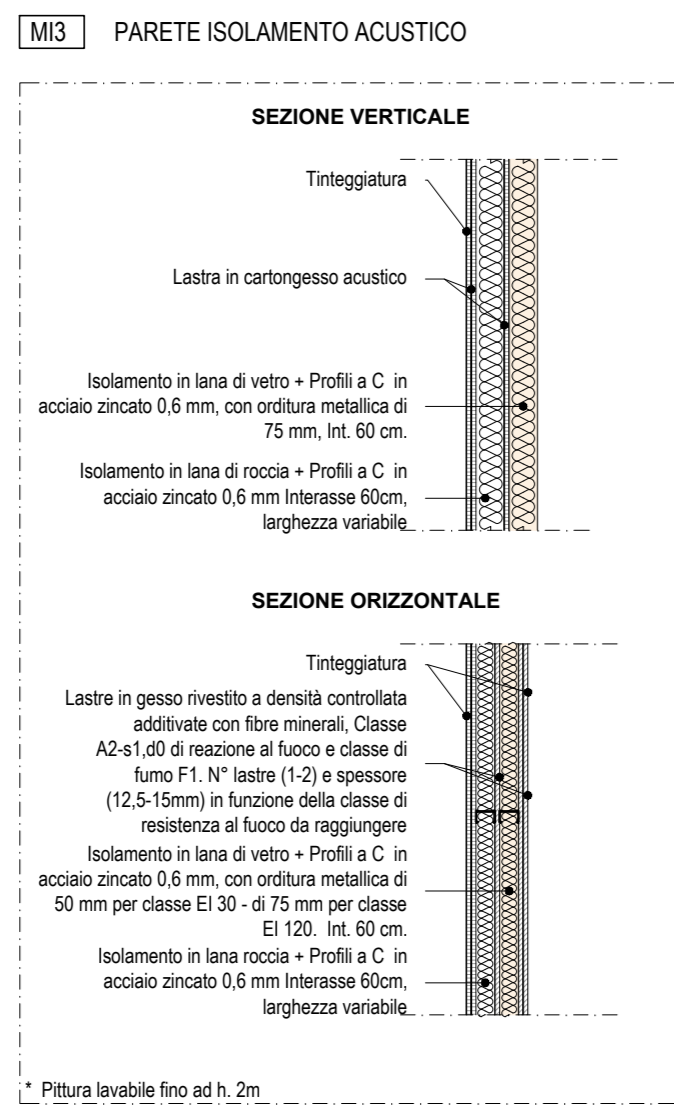 MI3 PARETE ISOLAMENTO ACUSTICO
SEZIONE VERTICALE
Tinteggiatura
Lastra in cartongesso acustico
Isolamento in lana di vetro + Profili a C in
acciaio zincato 0,6 mm, con orditura metallica di
75 mm, Int. 60 cm.
Isolamento in lana di roccia + Profili a C in
acciaio zincato 0,6 mm Interasse 60cm,
larghezza variabile
SEZIONE ORIZZONTALE
Tinteggiatura
Lastre in gesso rivestito a densità controllata
additivate con fibre minerali, Classe
A2-s1,d0 di reazione al fuoco e classe di
fumo F1. N° lastre (1-2) e spessore
(12,5-15mm) in funzione della classe di
resistenza al fuoco da raggiungere
Isolamento in lana di vetro + Profili a C in
acciaio zincato 0,6 mm, con orditura metallica di
50 mm per classe EI 30 - di 75 mm per classe
EI 120. Int. 60 cm.
Isolamento in lana roccia + Profili a C in
acciaio zincato 0,6 mm Interasse 60cm,
larghezza variabile
* Pittura lavabile fino ad h. 2m